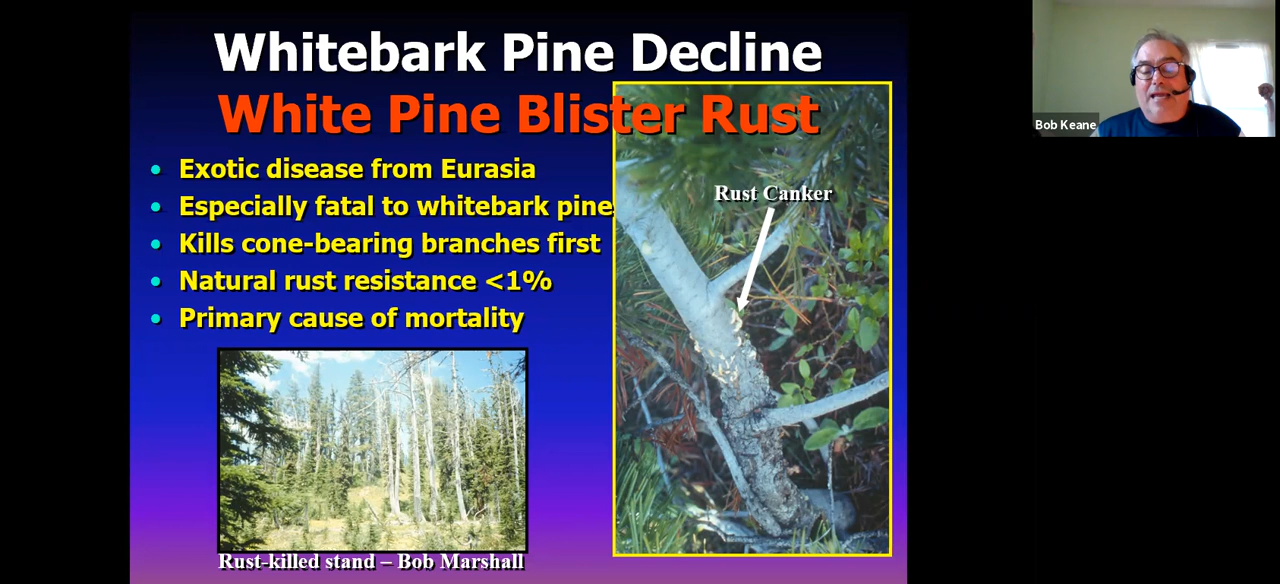 Whitebark Pine Decline
White Pine Blister Rust
• Exotic disease from Eurasia
• Especially fatal to whitebark pine
• Kills cone-bearing branches first
• Natural rust resistance <1%
• Primary cause of mortality
Rust Canker
Rust-killed stand – Bob Marshall
Bob Keane